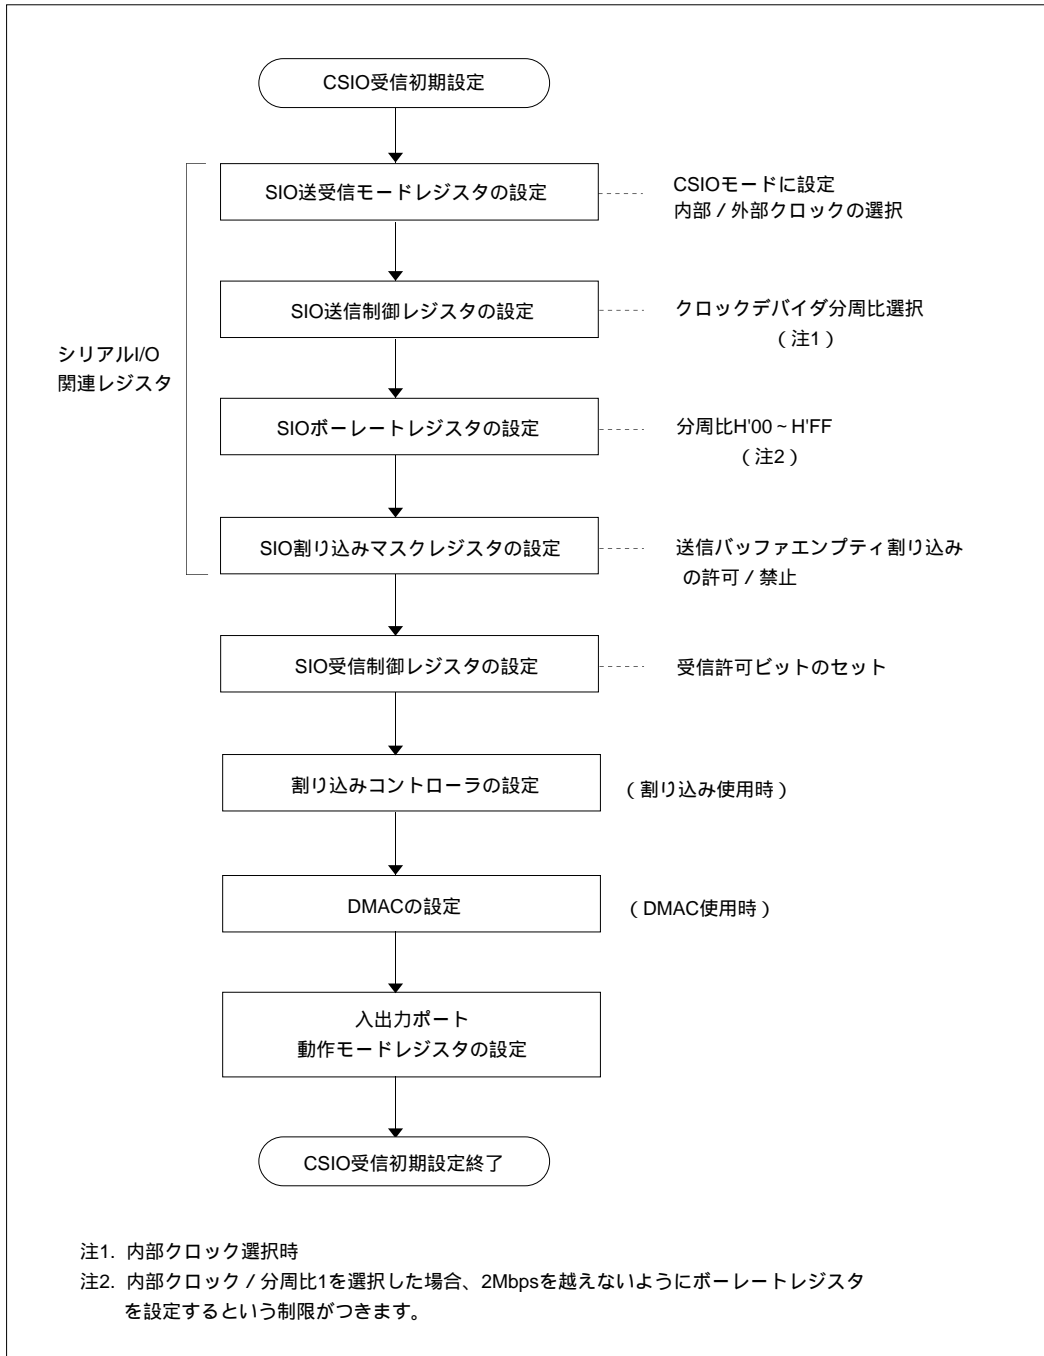 CSIO受信初期設定
SIO送受信モードレジスタの設定
CSIOモードに設定
内部 / 外部クロックの選択
SIO送信制御レジスタの設定
クロックデバイダ分周比選択
( 注1 )
シリアルI/O
関連レジスタ
SIOボーレートレジスタの設定
分周比H'00 ~ H'FF
( 注2 )
SIO割り込みマスクレジスタの設定
送信バッファエンプティ割り込み
の許可 / 禁止
SIO受信制御レジスタの設定
受信許可ビットのセット
割り込みコントローラの設定
( 割り込み使用時 )
DMACの設定
( DMAC使用時 )
入出力ポート
動作モードレジスタの設定
CSIO受信初期設定終了
注1. 内部クロック選択時
注2. 内部クロック / 分周比1を選択した場合、2Mbpsを越えないようにボーレートレジスタ
を設定するという制限がつきます。